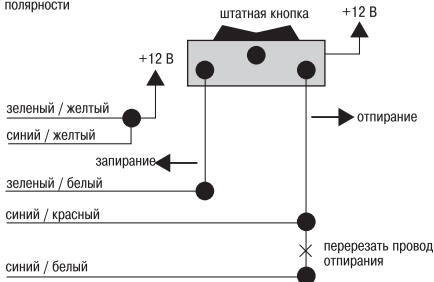 полярности
штатная кнопка
+12 В
+12 В
зеленый / желтый
отпирание
синий / желтый
запирание
зеленый / белый
синий / красный
перерезать провод
отпирания
синий / белый